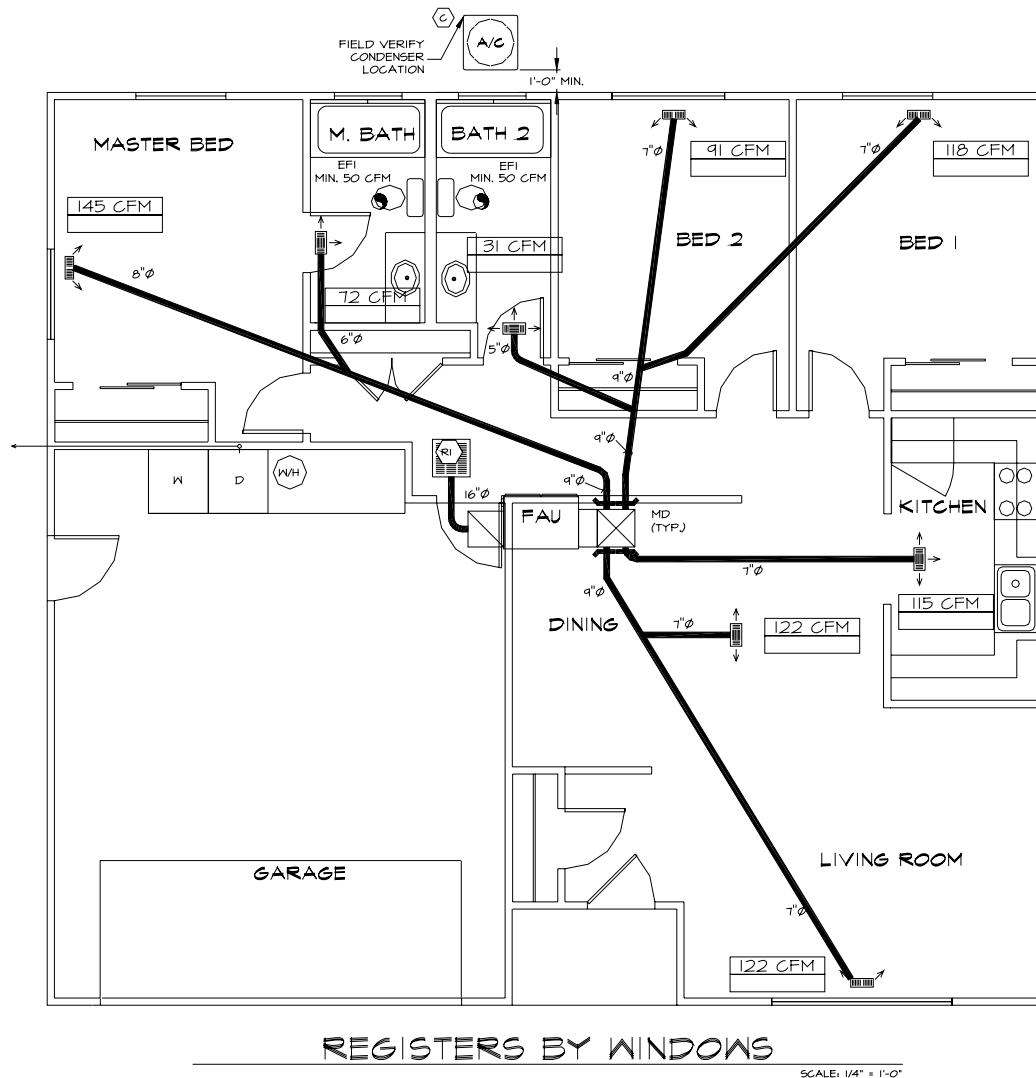 C
FIELD VERIFY
CONDENSER
LOCATION
A/C
1'-0" MIN.
MASTER BED
M. BATH
BATH 2
EFI
MIN. 50 CFM
EFI
MIN. 50 CFM
7"Ø
91 CFM
7"Ø
118 CFM
145 CFM
31 CFM
BED 2
BED 1
8"Ø
72 CFM
6"Ø
5"Ø
9"Ø
9"Ø
R1
W
D
W/H
16"Ø
9"Ø
FAU
MD
(TYP.)
KITCHEN
7"Ø
9"Ø
115 CFM
DINING
7"Ø
122 CFM
LIVING ROOM
GARAGE
7"Ø
122 CFM
REGISTERS BY WINDOWS
SCALE: 1/4" = 1'-0"